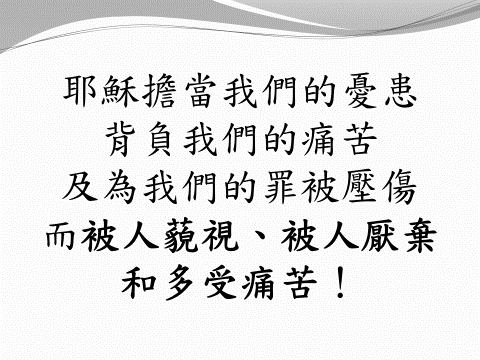 耶穌擔當我們的憂患
背負我們的痛苦
及為我們的罪被壓傷
而被人藐視、被人厭棄
和多受痛苦！